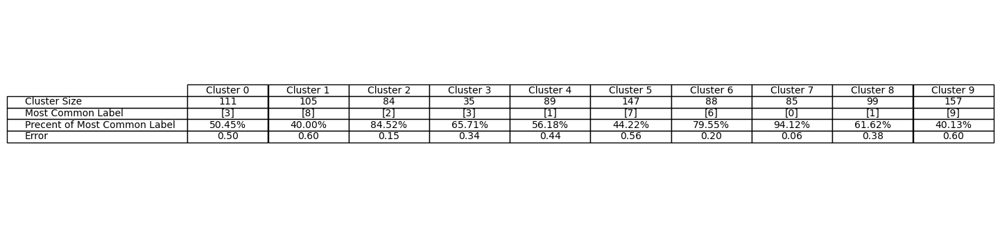 Cluster 0 Cluster 1 Cluster 2 Cluster 3 Cluster 4 Cluster 5 Cluster 6 Cluster 7 Cluster 8 Cluster 9
Cluster Size 111 105 84 35 89 147 88 85 99 157
Most Common Label [3] [8] [2] [3] [1] [7] [6] [0] [1] [9]
Precent of Most Common Label 50.45% 40.00% 84.52% 65.71% 56.18% 44.22% 79.55% 94.12% 61.62% 40.13%
Error 0.50 0.60 0.15 0.34 0.44 0.56 0.20 0.06 0.38 0.60